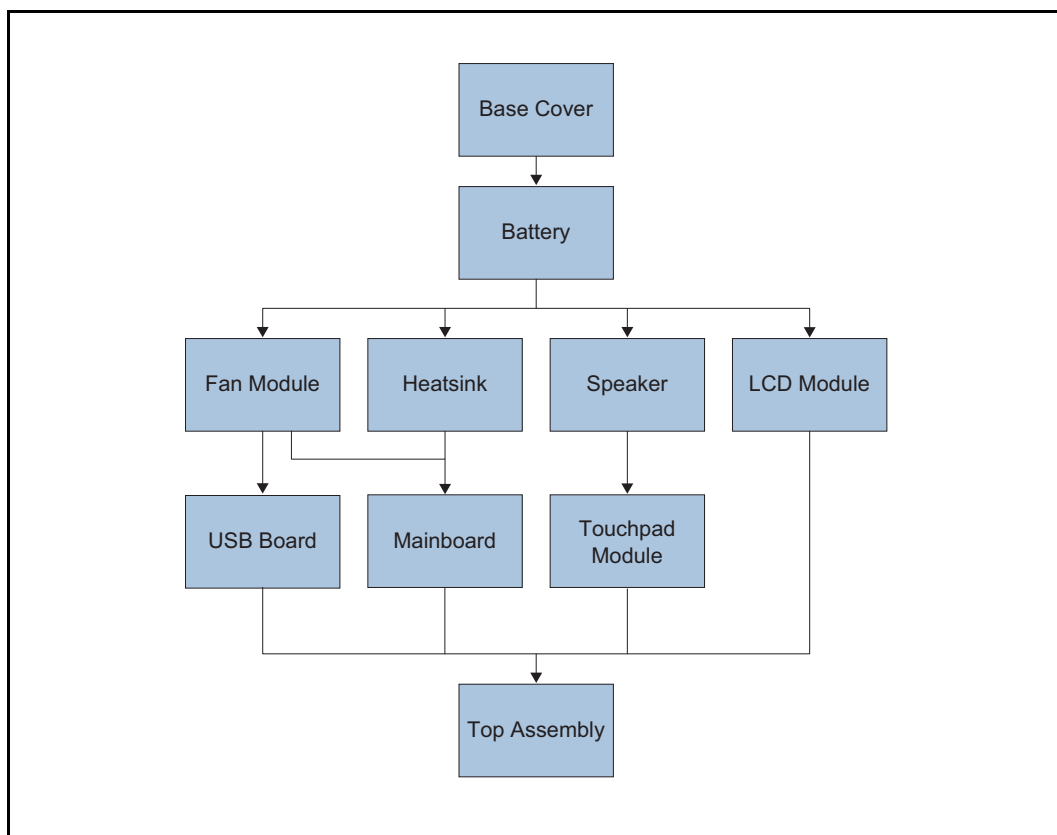 Base Cover
Battery
Fan Module
Heatsink
Speaker
LCD Module
USB Board
Mainboard
Touchpad
Module
Top Assembly